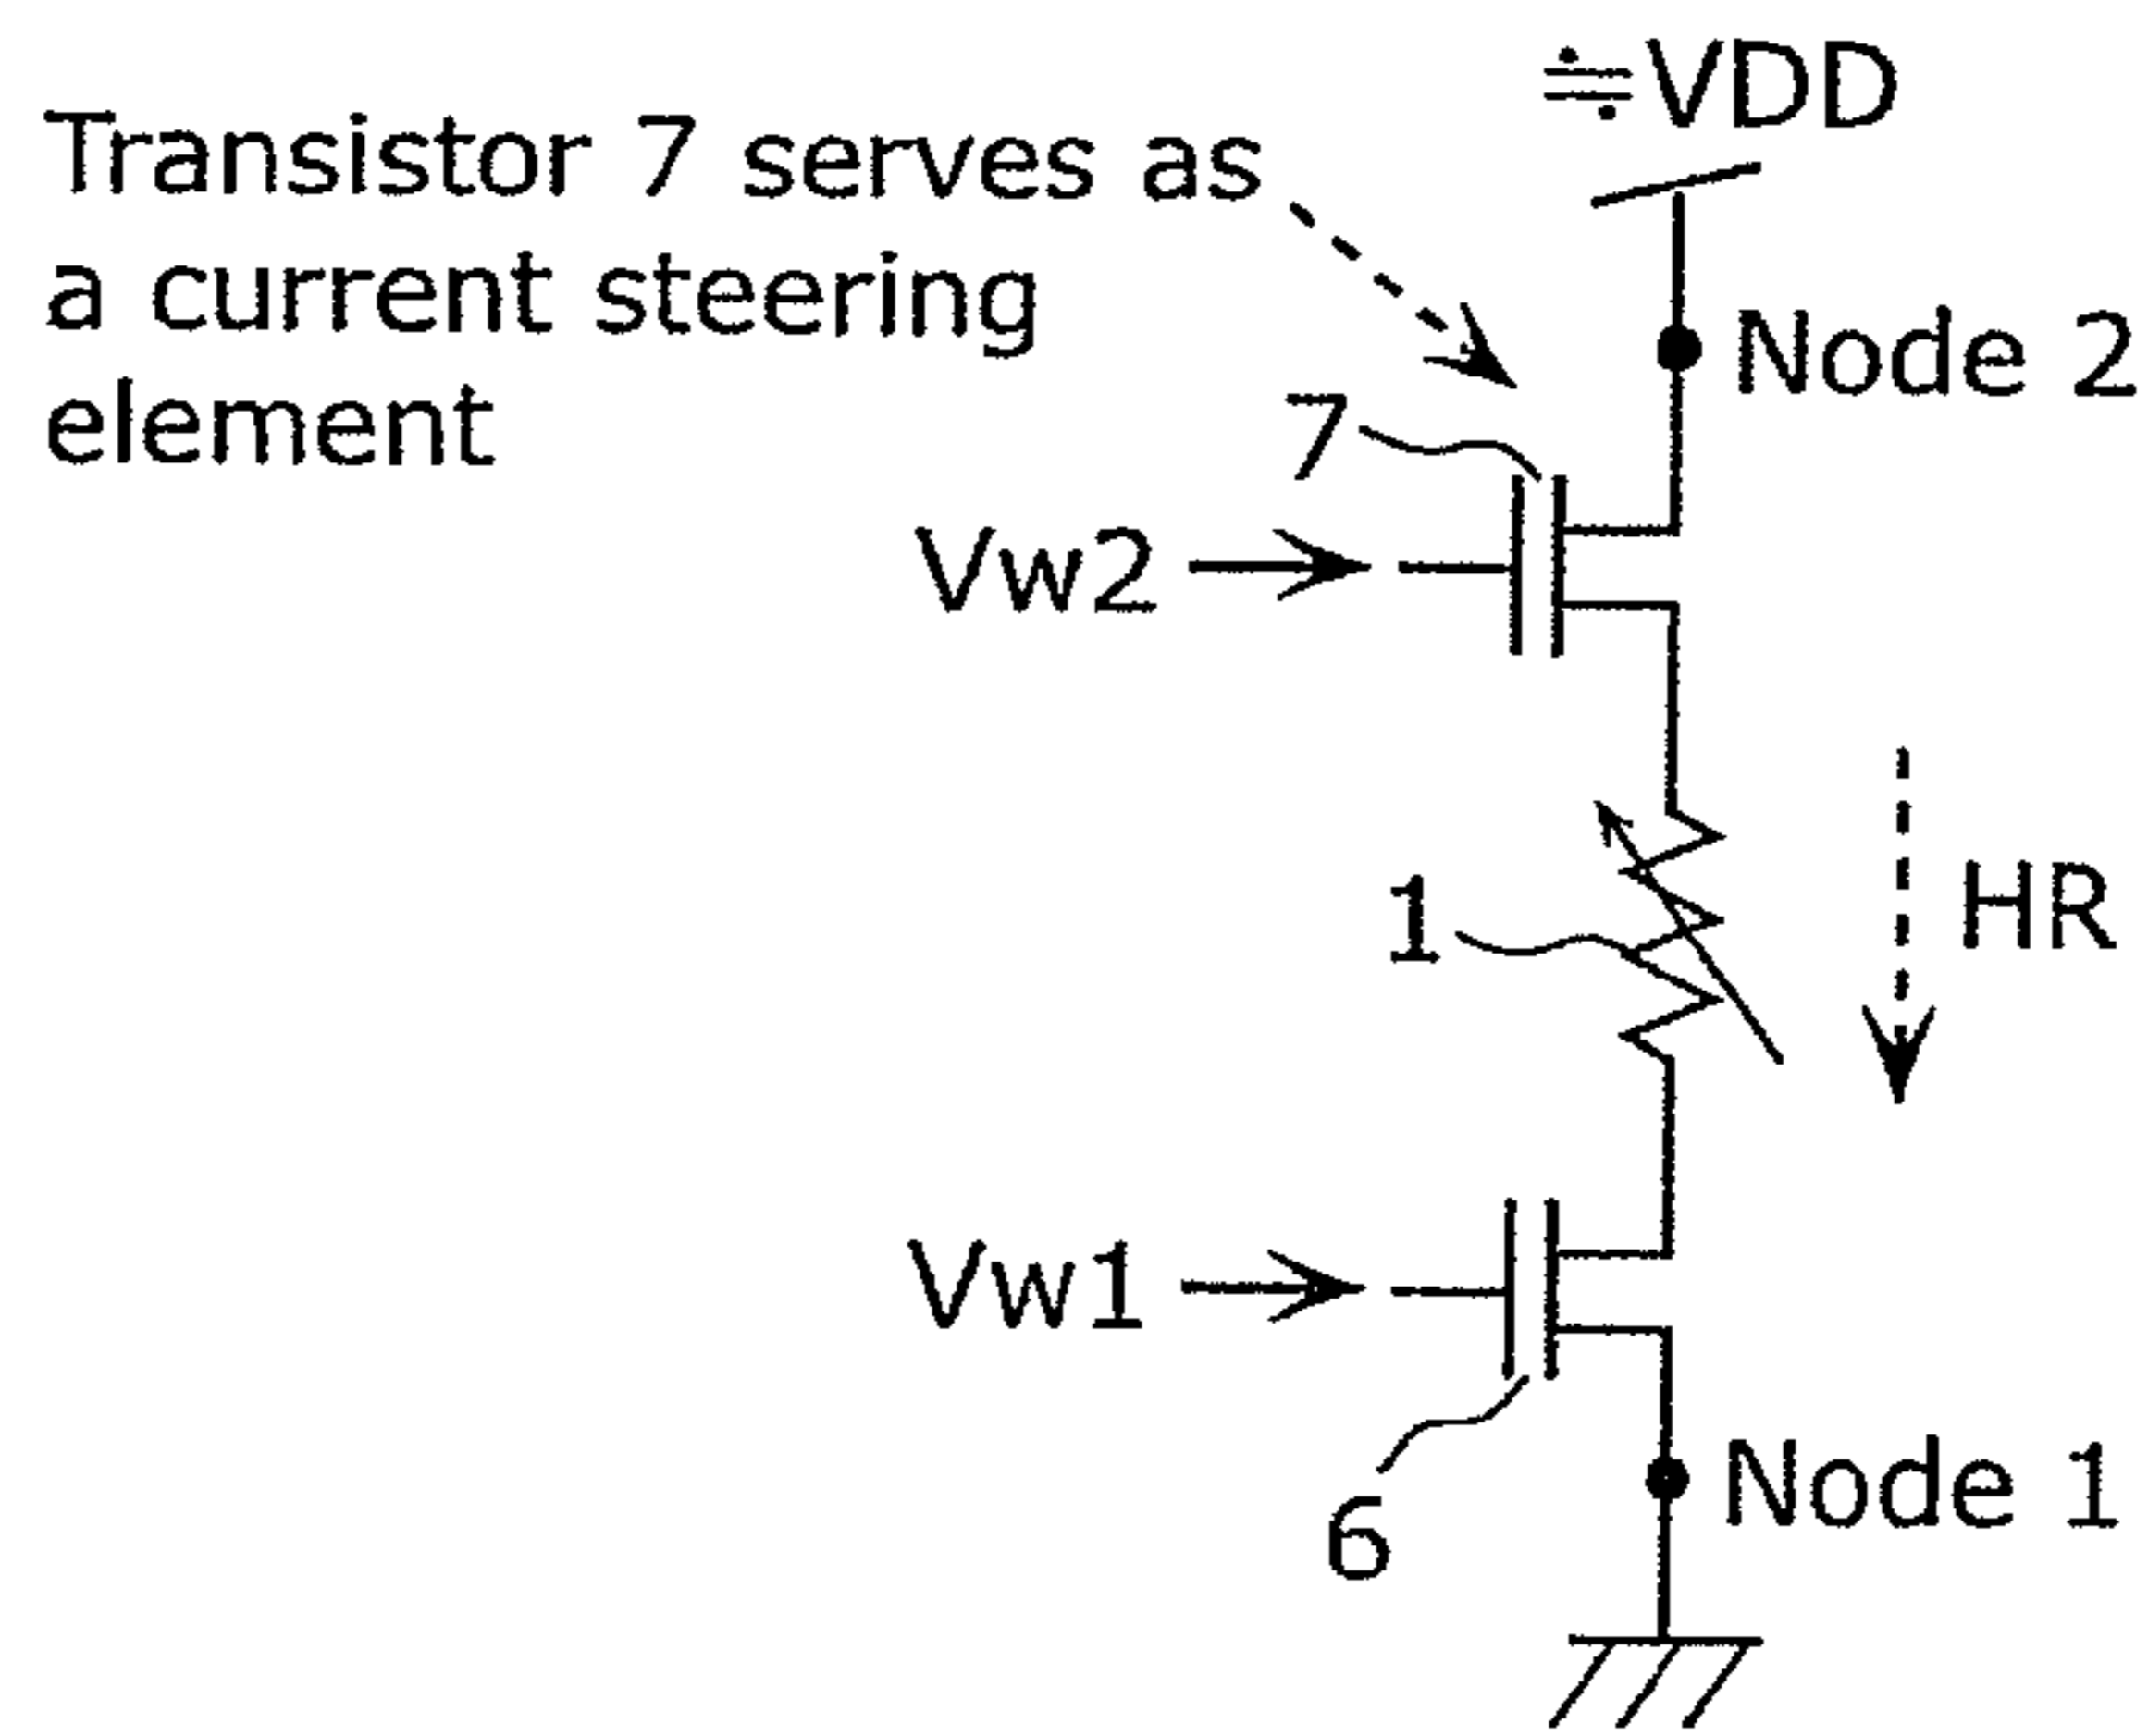 ≒VDD
Transistor 7 serves as
a current steering
element
Node 2
7
Vw2
1
HR
Vw1
6
Node 1